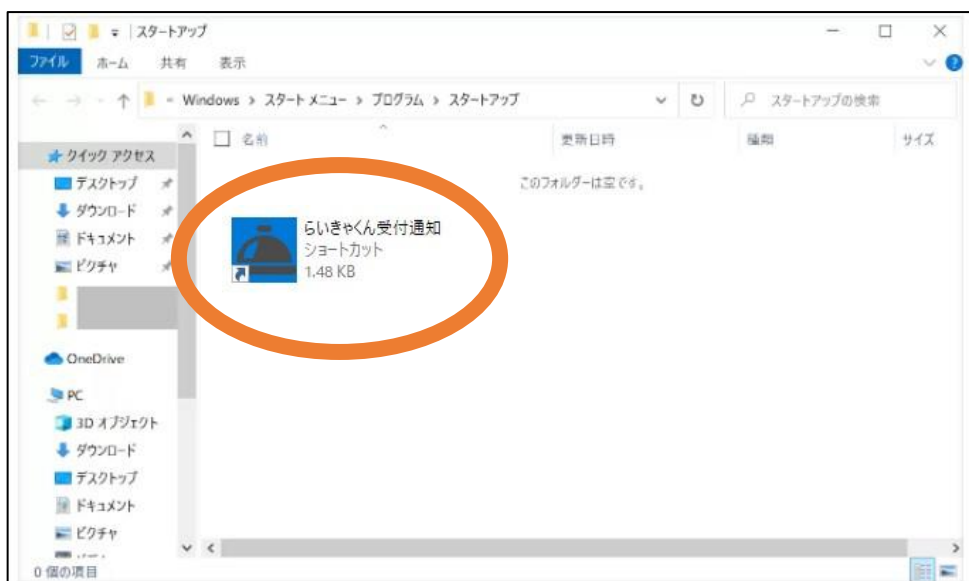 スタートアップ
ファイル ホーム 共有 表示
Windows > スタート メニュー > プログラム > スタートアップ
スタートアップの検索
名前 更新日時 種類 サイズ
このフォルダーは空です。
クイック アクセス
デスクトップ
ダウンロード
ドキュメント
ピクチャ
らいきゃくん受付通知
ショートカット
1.48 KB
OneDrive
PC
3D オブジェクト
ダウンロード
デスクトップ
ドキュメント
ピクチャ
0 個の項目